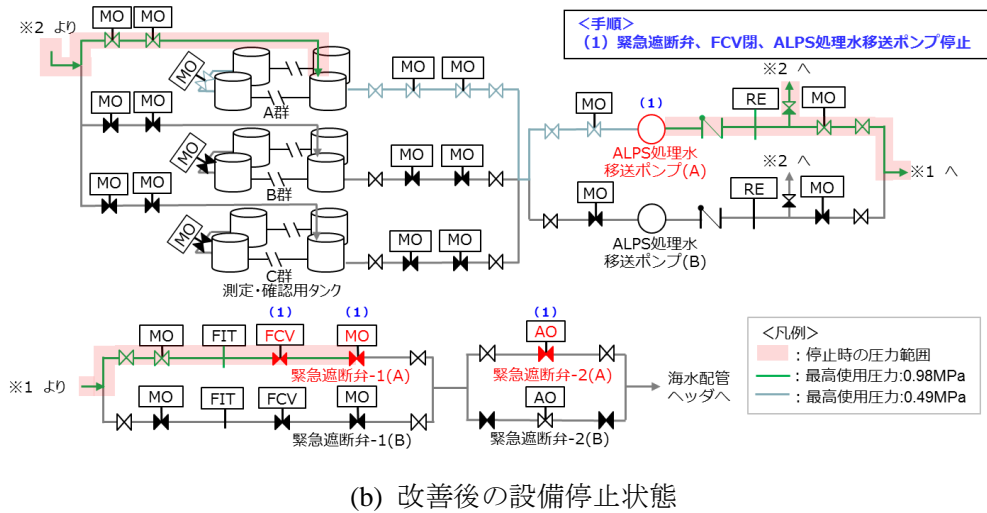 ※2 より
MO
MO
<手順>
(1)緊急遮断弁、FCV閉、ALPS処理水移送ポンプ停止
MO
A群
MO
MO
※2 へ
MO
(1)
RE
MO
MO
MO
ALPS処理水
移送ポンプ(A)
※2 へ
MO
B群
MO
MO
※1 へ
MO
MO
MO
RE
MO
MO
C群
MO
MO
ALPS処理水
移送ポンプ(B)
測定・確認用タンク
(1)
(1)
(1)
MO
FIT
FCV
MO
AO
<凡例>
:停止時の圧力範囲
※1 より
緊急遮断弁-1(A)
緊急遮断弁-2(A)
海水配管
ヘッダへ
:最高使用圧力:0.98MPa
MO
FIT
FCV
MO
AO
:最高使用圧力:0.49MPa
緊急遮断弁-1(B)
緊急遮断弁-2(B)
(b) 改善後の設備停止状態